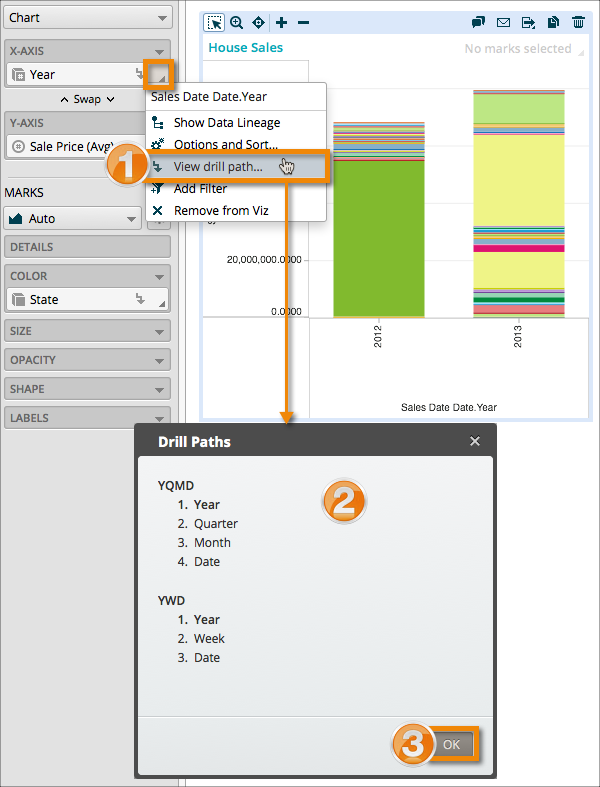 Chart
X-AXIS
Year
Swap
Y-AXIS
Sale Price (Avg)
MARKS
Auto
DETAILS
COLOR
State
SIZE
OPACITY
SHAPE
LABELS
House Sales
No marks selected
Sales Date Date.Year
Show Data Lineage
Options and Sort...
1
View drill path...
Add Filter
Remove from Viz
20,000,000.0000
0.0000
2012
2013
Sales Date Date.Year
Drill Paths
YQMD
1. Year
2. Quarter
3. Month
4. Date
2
YWD
1. Year
2. Week
3. Date
3
OK